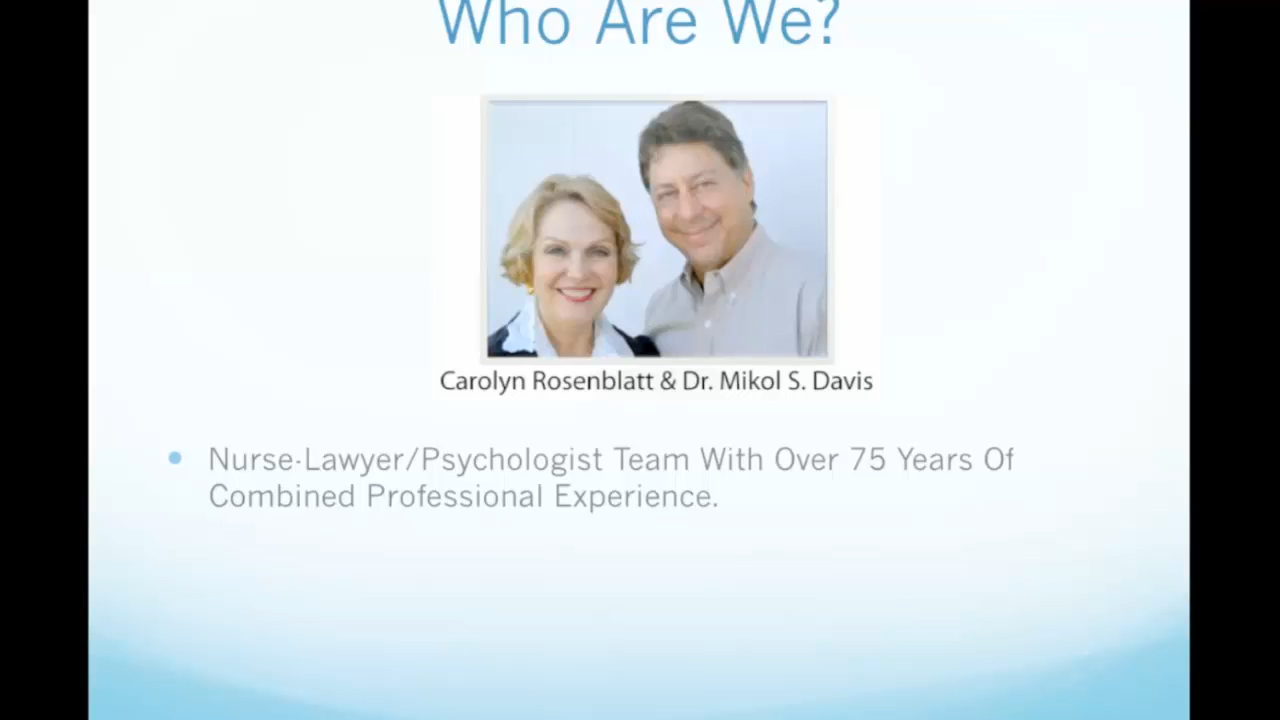 Who Are We?
Carolyn Rosenblatt & Dr. Mikol S. Davis
Nurse-Lawyer/Psychologist Team With Over 75 Years Of
Combined Professional Experience.